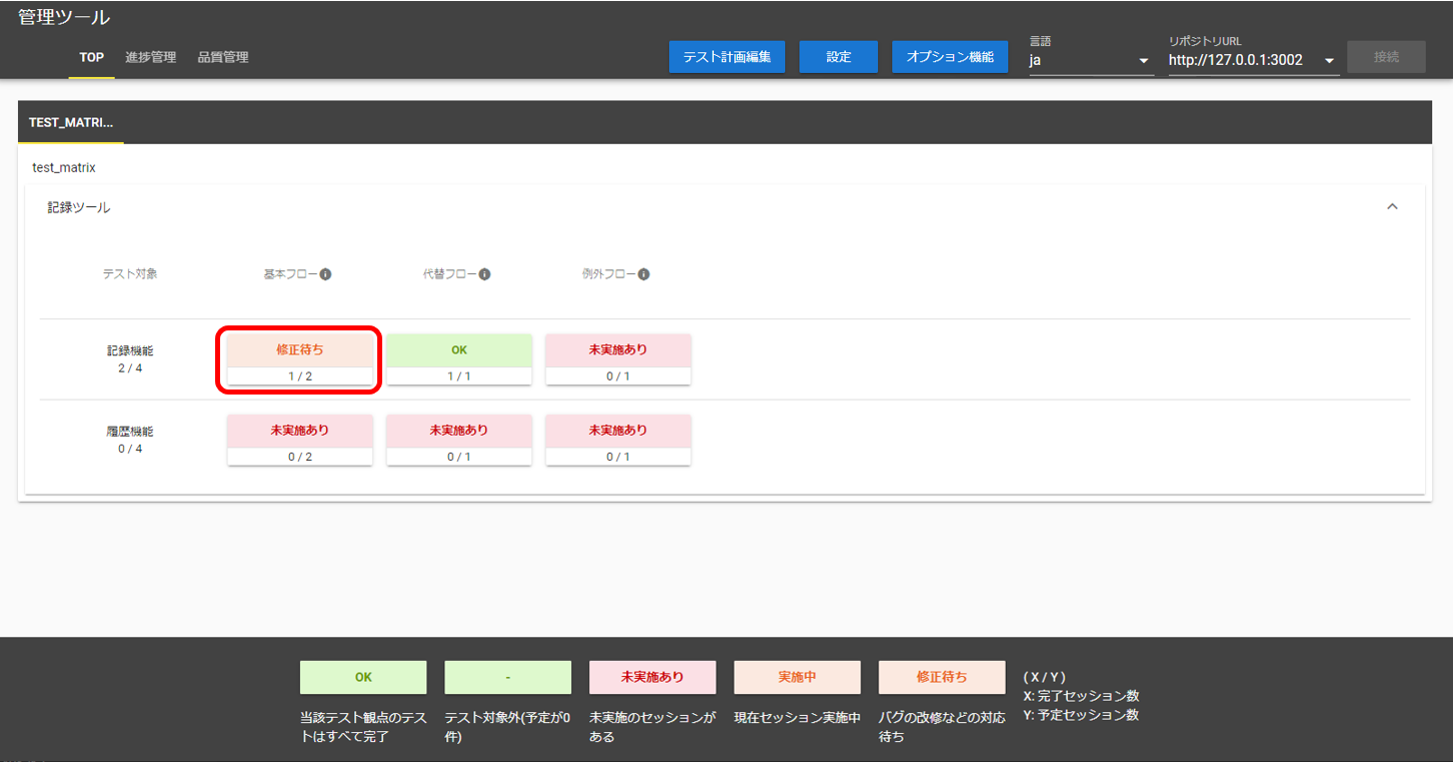 管理ツール
TOP 進捗管理 品質管理 テスト計画編集 設定 オプション機能 言語 ja リポジトリURL http://127.0.0.1:3002 接続
TEST_MATRI...
test_matrix
記録ツール
テスト対象 基本フロー 代替フロー 例外フロー
記録機能 修正待ち OK 未実施あり
2 / 4 1 / 2 1 / 1 0 / 1
履歴機能 未実施あり 未実施あり 未実施あり
0 / 4 0 / 2 0 / 1 0 / 1
OK - 未実施あり 実施中 修正待ち
当該テスト観点のテストはすべて完了
テスト対象外(予定が0件)
未実施のセッションがある
現在セッション実施中
バグの改修などの対応待ち
( X / Y )
X: 完了セッション数
Y: 予定セッション数